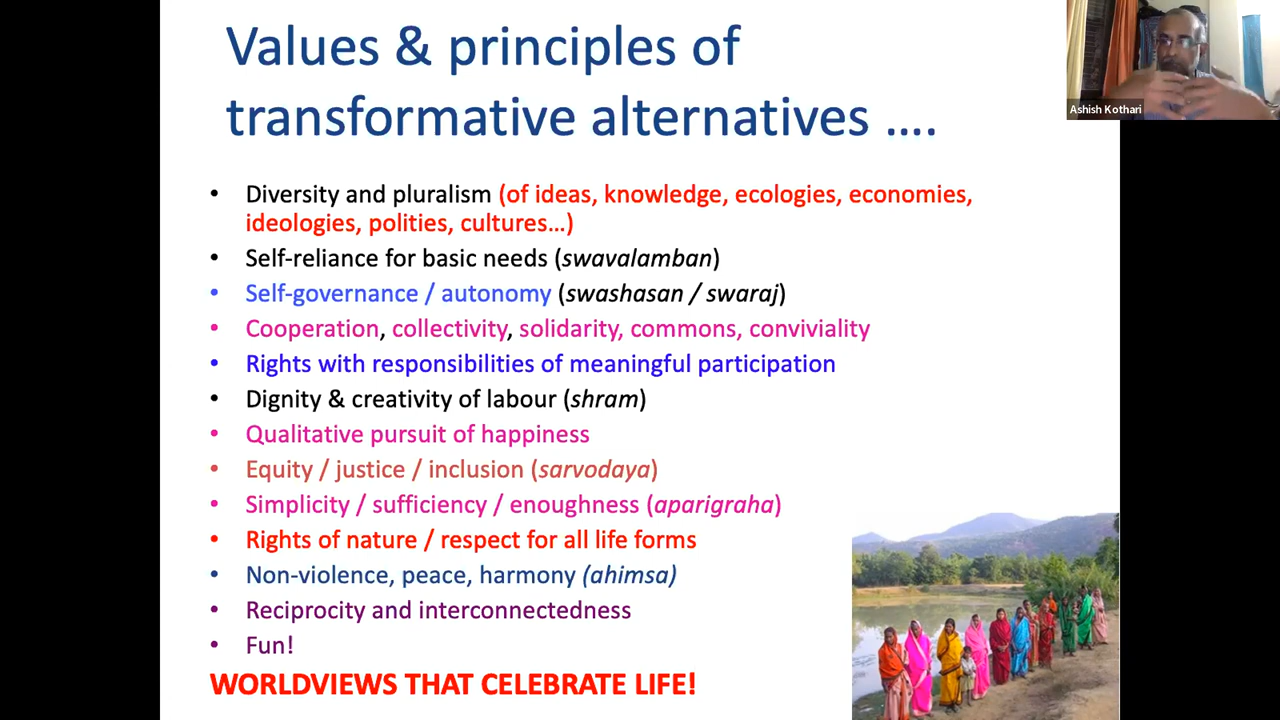 Values & principles of
transformative alternatives ....
Ashish Kothari
• Diversity and pluralism (of ideas, knowledge, ecologies, economies,
ideologies, polities, cultures...)
• Self-reliance for basic needs (swavalamban)
• Self-governance / autonomy (swashasan / swaraj)
• Cooperation, collectivity, solidarity, commons, conviviality
• Rights with responsibilities of meaningful participation
• Dignity & creativity of labour (shram)
• Qualitative pursuit of happiness
• Equity / justice / inclusion (sarvodaya)
• Simplicity / sufficiency / enoughness (aparigraha)
• Rights of nature / respect for all life forms
• Non-violence, peace, harmony (ahimsa)
• Reciprocity and interconnectedness
• Fun!
WORLDVIEWS THAT CELEBRATE LIFE!